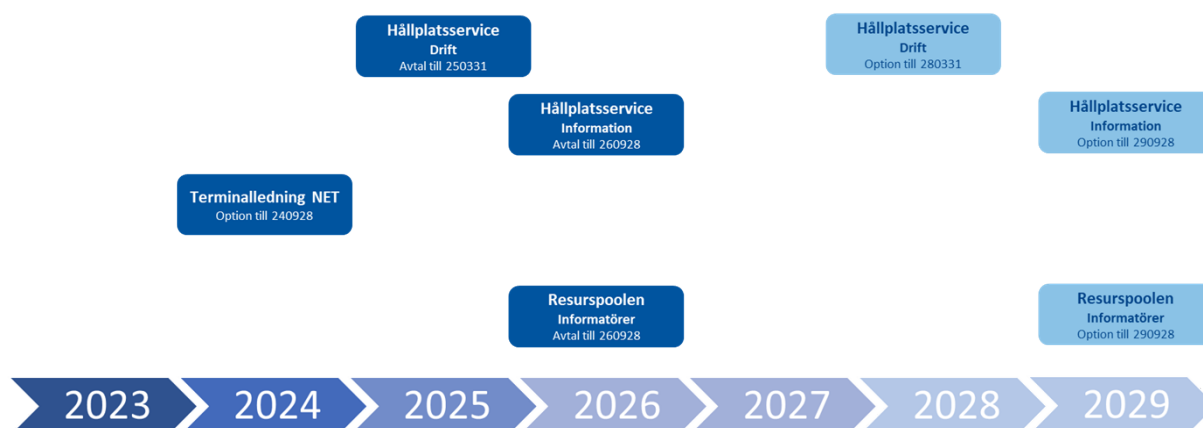 Hållplatsservice
Drift
Avtal till 250331
Hållplatsservice
Drift
Option till 280331
Hållplatsservice
Information
Avtal till 260928
Hållplatsservice
Information
Option till 290928
Terminalledning NET
Option till 240928
Resurspoolen
Informatörer
Avtal till 260928
Resurspoolen
Informatörer
Option till 290928
2023 2024 2025 2026 2027 2028 2029